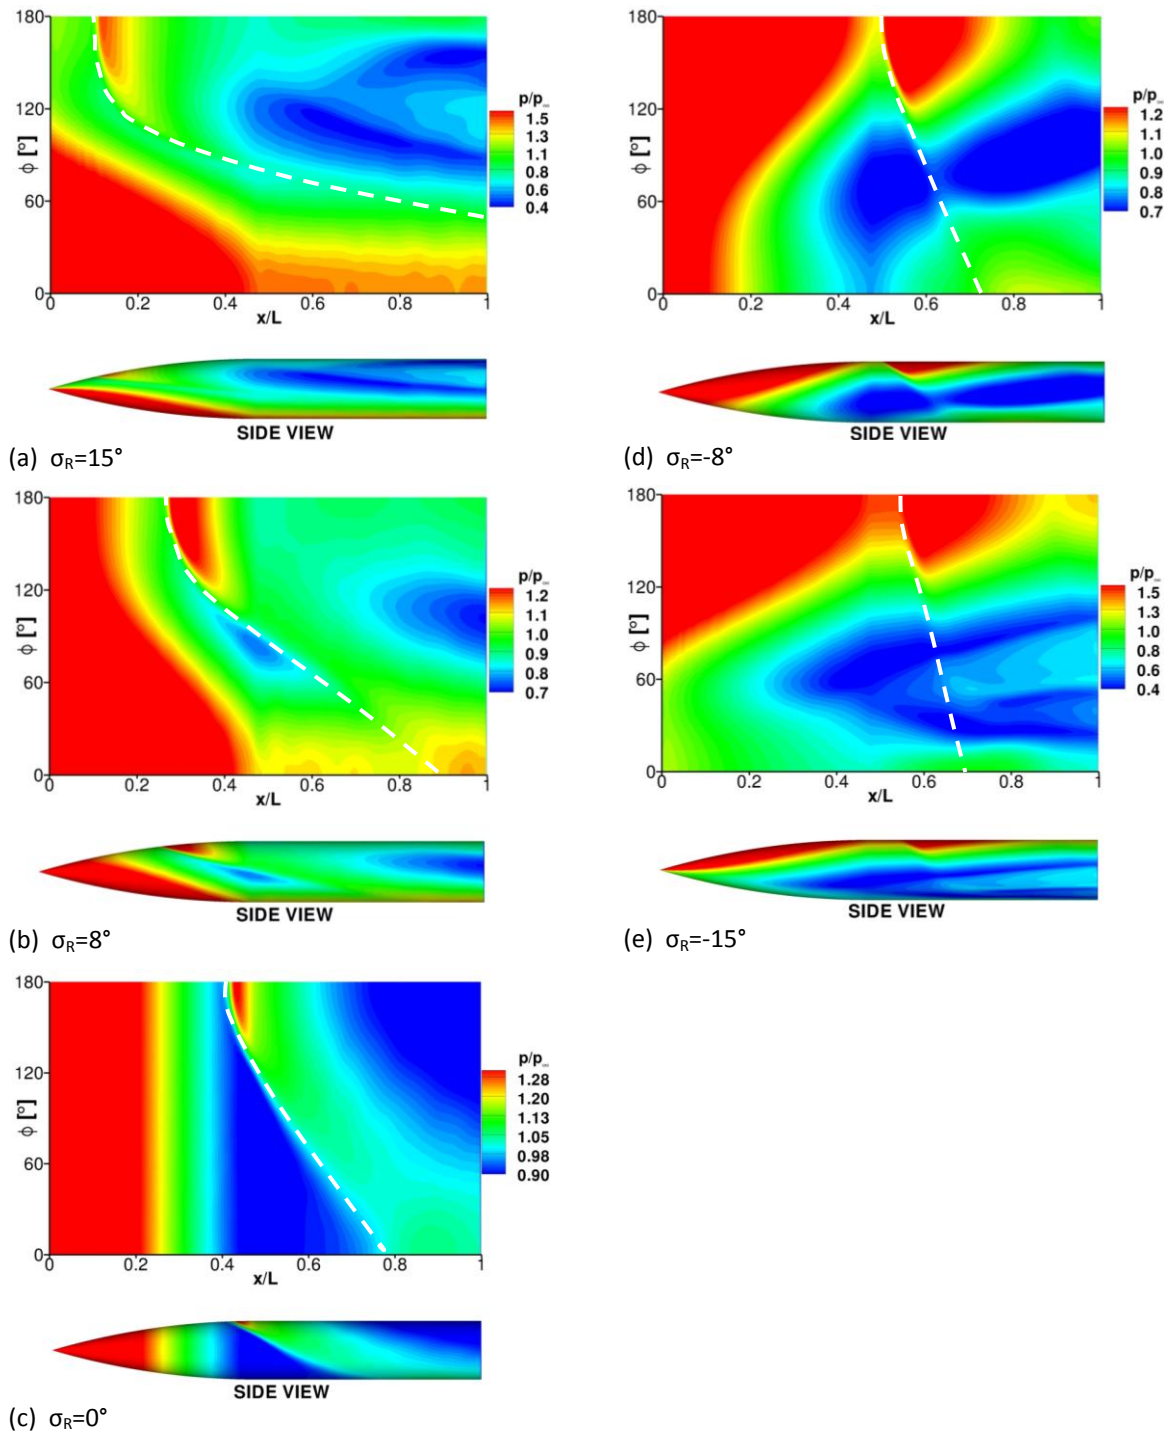 180
120
60
0
ϕ [°]
0 0.2 0.4 0.6 0.8 1
x/L
p/p∞
1.5
1.3
1.1
0.8
0.6
0.4
SIDE VIEW
(a) σR=15°
180
120
60
0
ϕ [°]
0 0.2 0.4 0.6 0.8 1
x/L
p/p∞
1.2
1.1
1.0
0.9
0.8
0.7
SIDE VIEW
(d) σR=-8°
180
120
60
0
ϕ [°]
0 0.2 0.4 0.6 0.8 1
x/L
p/p∞
1.2
1.1
1.0
0.9
0.7
SIDE VIEW
(b) σR=8°
180
120
60
0
ϕ [°]
0 0.2 0.4 0.6 0.8 1
x/L
p/p∞
1.5
1.3
1.0
0.8
0.6
0.4
SIDE VIEW
(e) σR=-15°
180
120
60
0
ϕ [°]
0 0.2 0.4 0.6 0.8 1
x/L
p/p∞
1.28
1.20
1.13
1.05
0.98
0.90
SIDE VIEW
(c) σR=0°